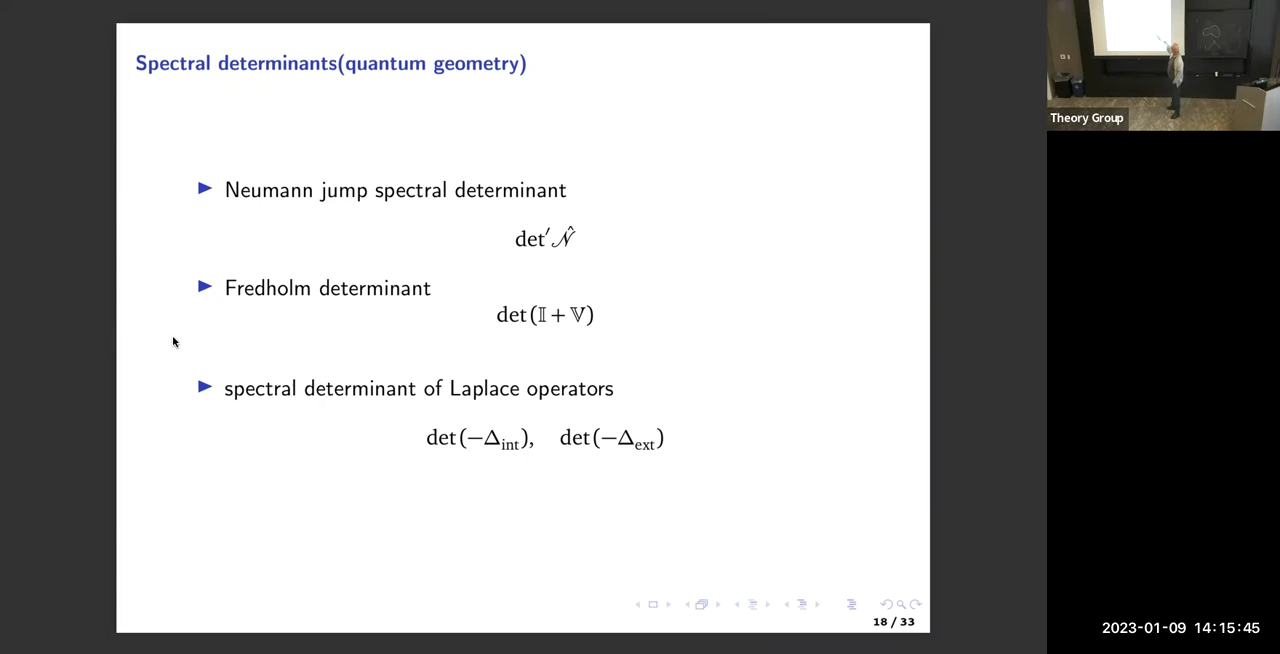 Spectral determinants(quantum geometry)
▶ Neumann jump spectral determinant
det′ 𝒩̂
▶ Fredholm determinant
det(𝕀 + 𝕍)
▶ spectral determinant of Laplace operators
det(−Δ_int),   det(−Δ_ext)
18 / 33
Theory Group
2023-01-09 14:15:45